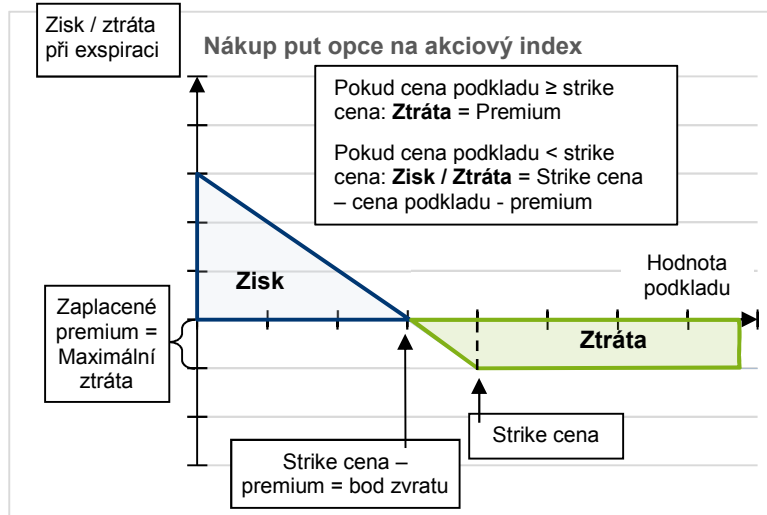 Zisk / ztráta
při exspiraci
Nákup put opce na akciový index
Pokud cena podkladu ≥ strike
cena: Ztráta = Premium
Pokud cena podkladu < strike
cena: Zisk / Ztráta = Strike cena
– cena podkladu - premium
Hodnota
podkladu
Zisk
Zaplacené
premium =
Maximální
ztráta
Ztráta
Strike cena
Strike cena –
premium = bod zvratu